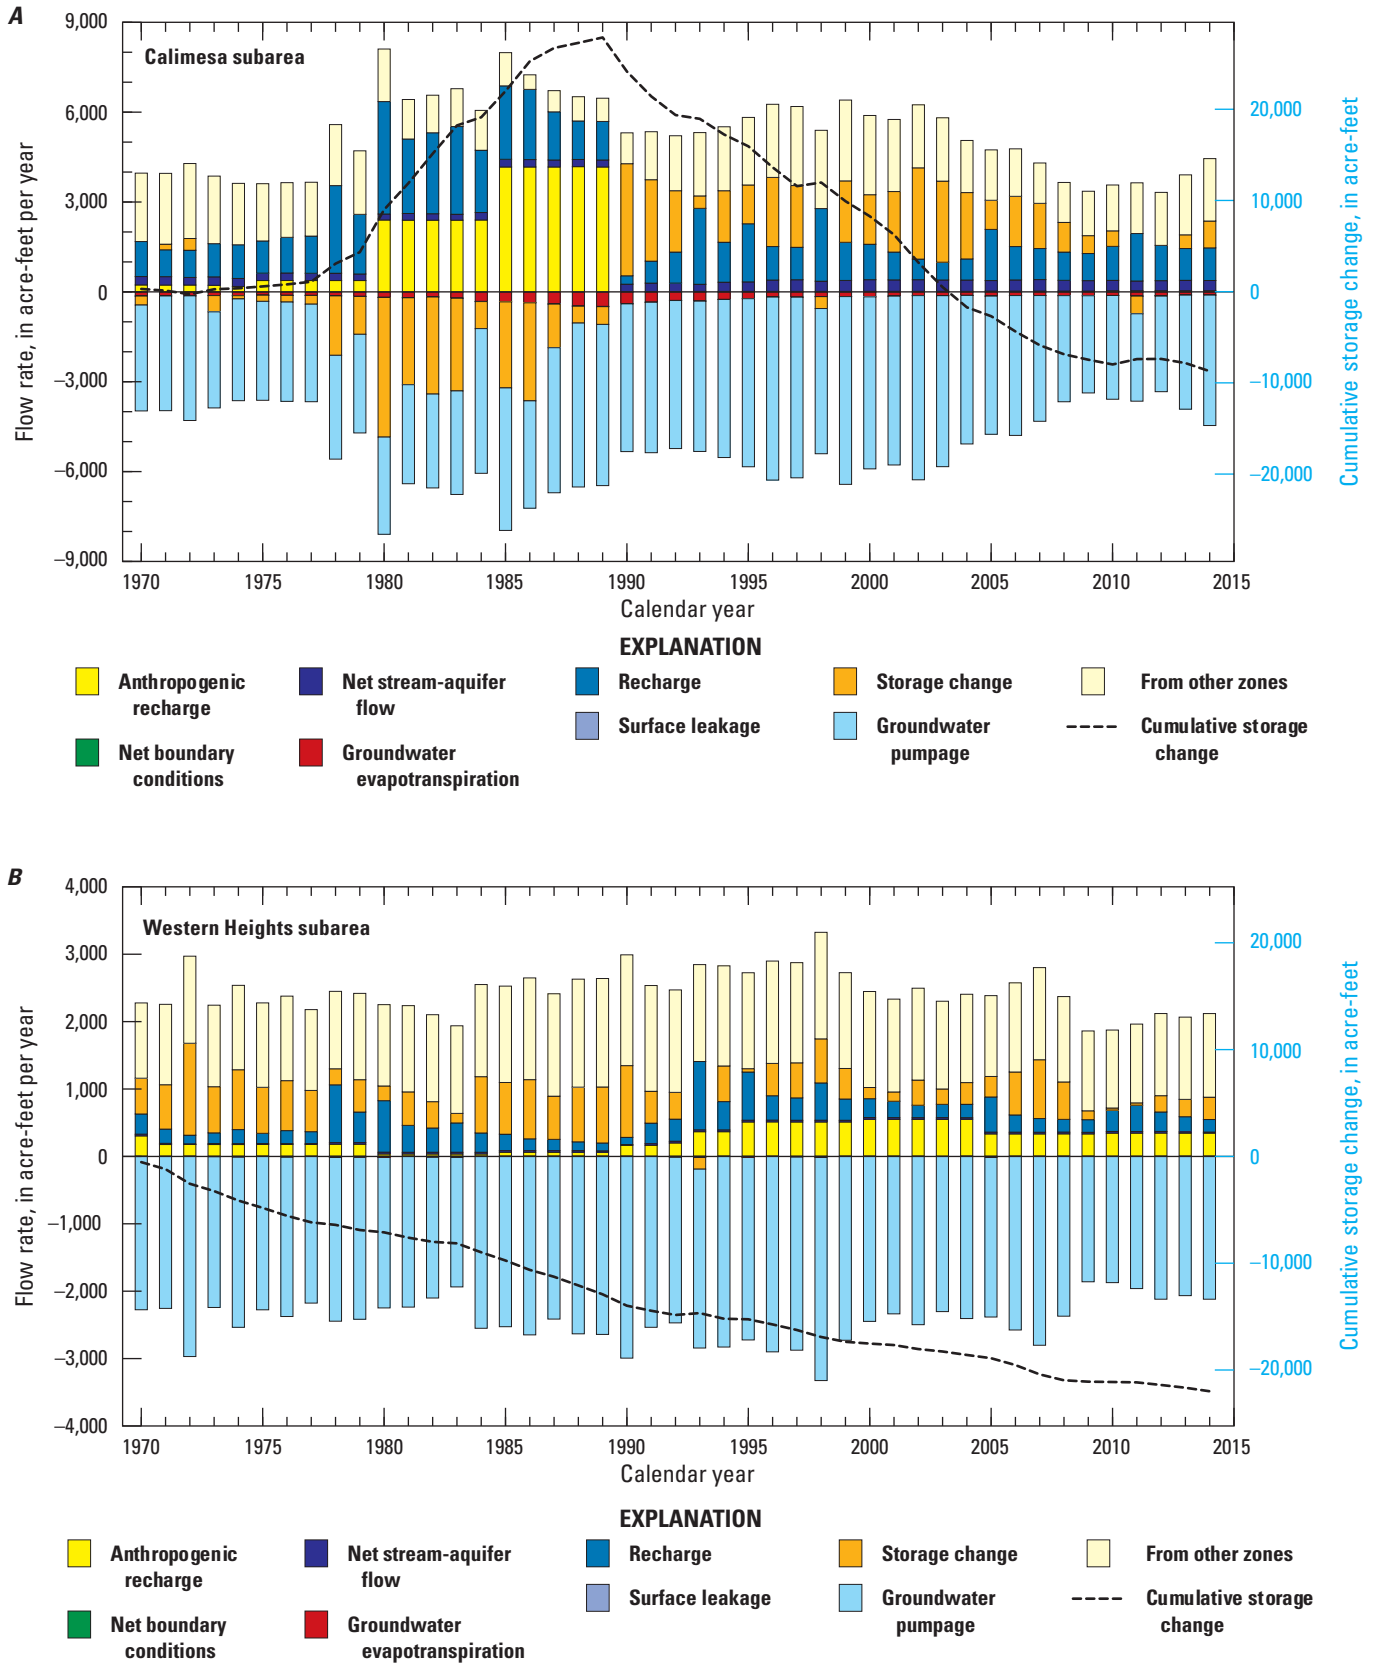 A
Calimesa subarea
Flow rate, in acre-feet per year
9,000
6,000
3,000
0
−3,000
−6,000
−9,000
20,000
10,000
0
−10,000
−20,000
Cumulative storage change, in acre-feet
1970 1975 1980 1985 1990 1995 2000 2005 2010 2015
Calendar year
EXPLANATION
Anthropogenic
recharge
Net stream-aquifer
flow
Recharge
Storage change
From other zones
Surface leakage
Groundwater
pumpage
Cumulative storage
change
Net boundary
conditions
Groundwater
evapotranspiration
B
Western Heights subarea
Flow rate, in acre-feet per year
4,000
3,000
2,000
1,000
0
−1,000
−2,000
−3,000
−4,000
20,000
10,000
0
−10,000
−20,000
Cumulative storage change, in acre-feet
1970 1975 1980 1985 1990 1995 2000 2005 2010 2015
Calendar year
EXPLANATION
Anthropogenic
recharge
Net stream-aquifer
flow
Recharge
Storage change
From other zones
Surface leakage
Groundwater
pumpage
Cumulative storage
change
Net boundary
conditions
Groundwater
evapotranspiration